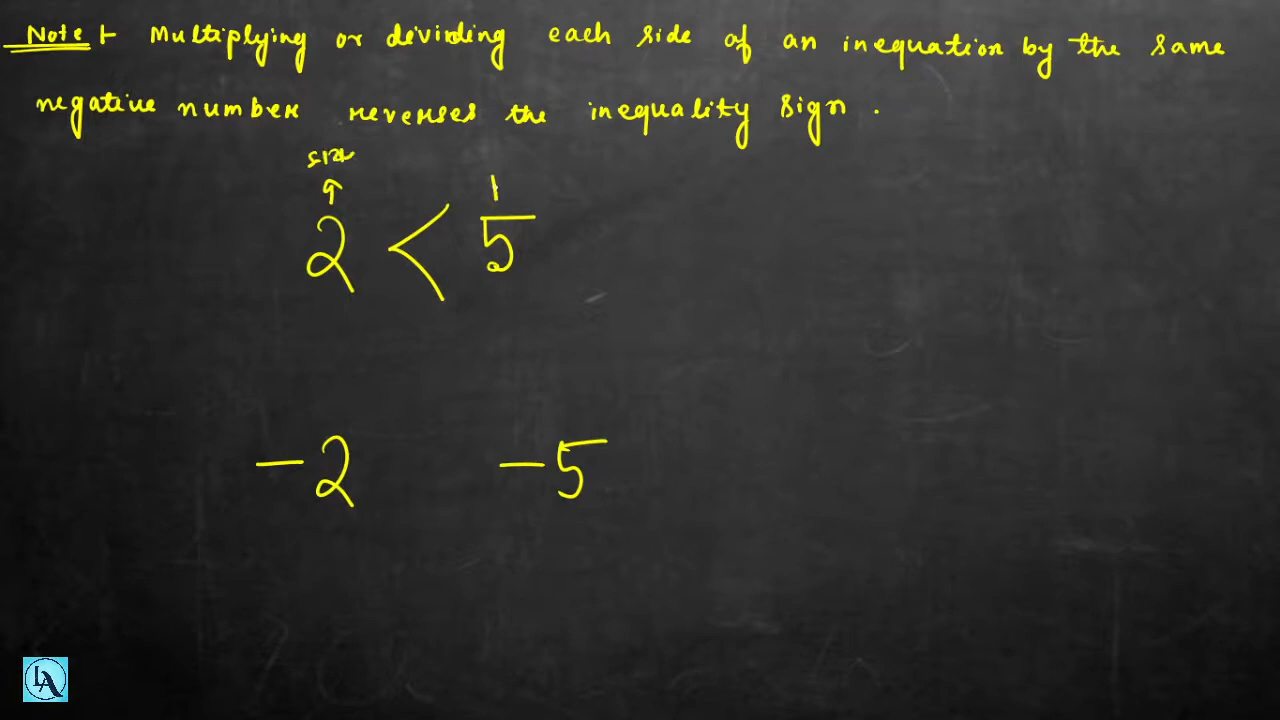 Note :- Multiplying or dividing each side of an inequation by the same
negative number reverses the inequality sign .
2 < 5
-2 -5
LA